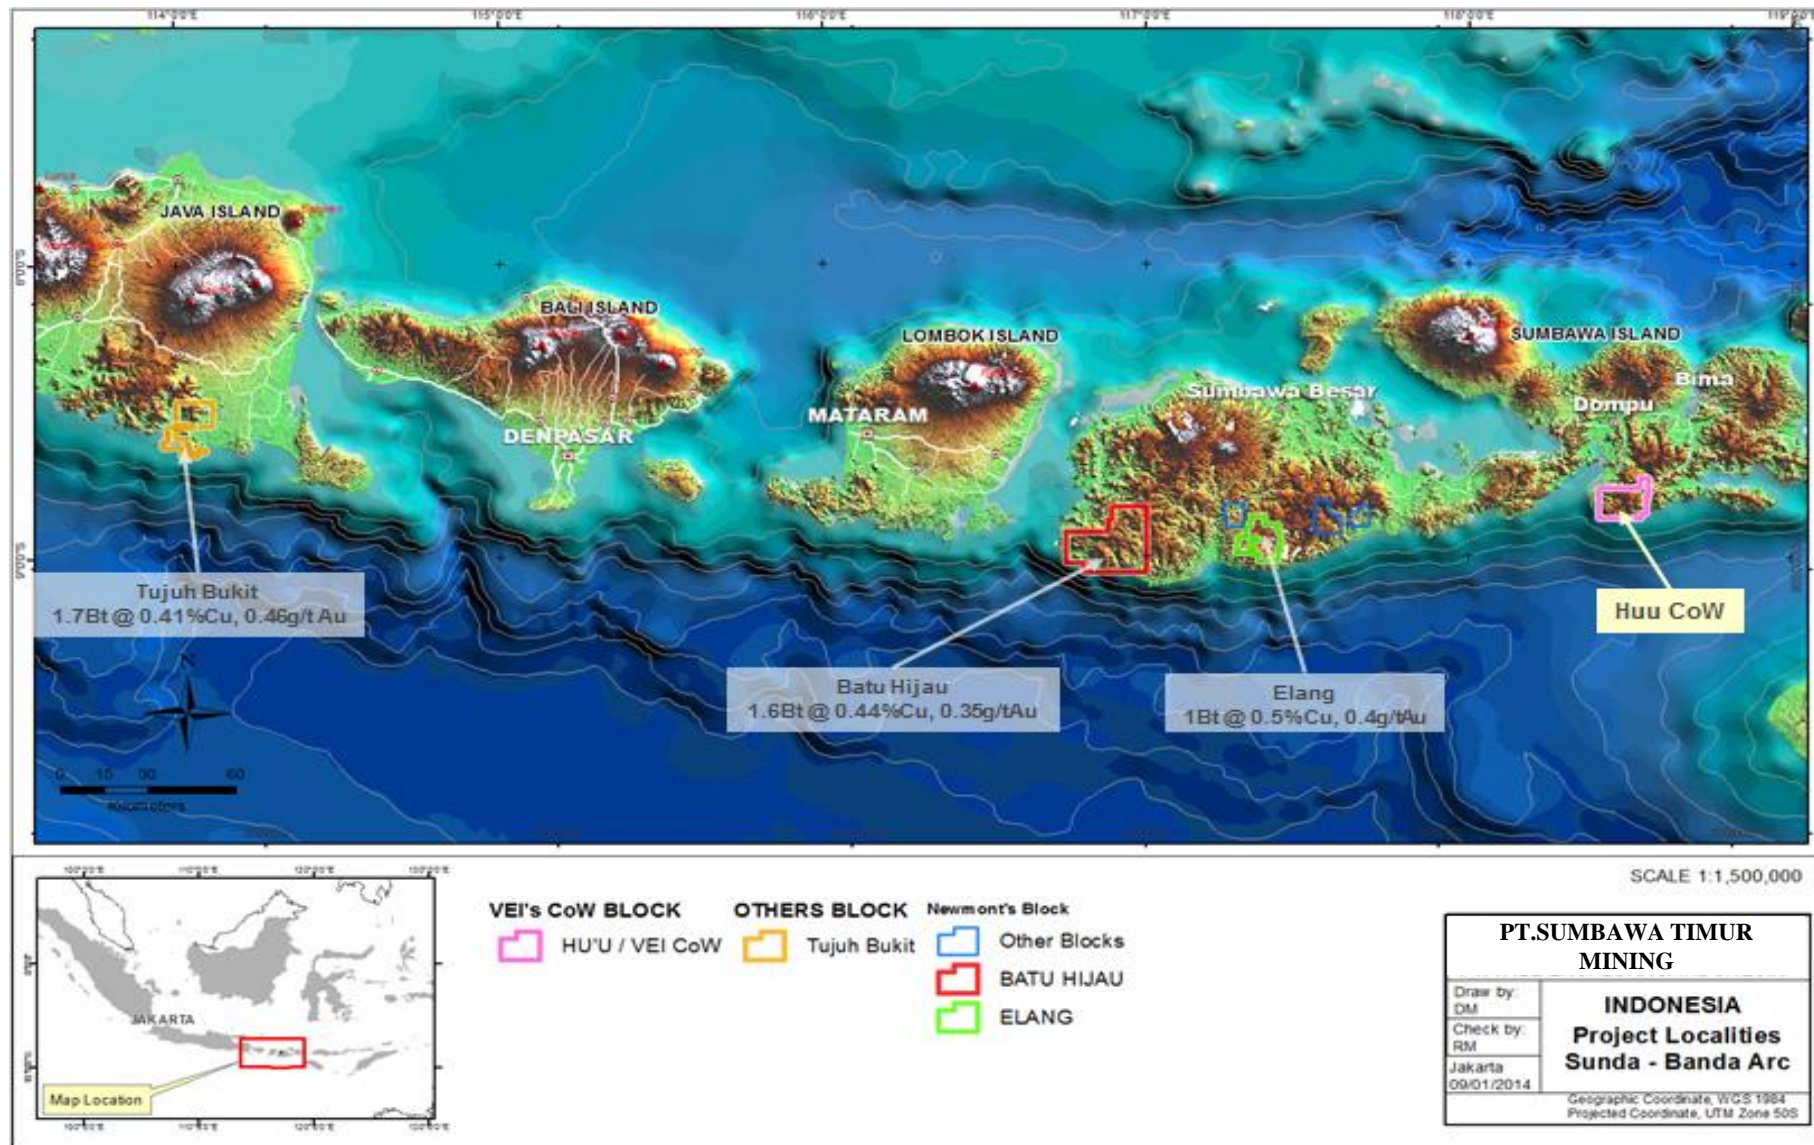 114°0'0"E 115°0'0"E 116°0'0"E 117°0'0"E 118°0'0"E 119°0'0"E
JAVA ISLAND
BALI ISLAND
LOMBOK ISLAND
SUMBAWA ISLAND
Sumbawa Besar
Bima
Dompu
MATARAM
DENPASAR
Huu CoW
Tujuh Bukit
1.7Bt @ 0.41%Cu, 0.46g/t Au
Batu Hijau
1.6Bt @ 0.44%Cu, 0.35g/tAu
Elang
1Bt @ 0.5%Cu, 0.4g/tAu
N
0 15 30 60
Kilometers
SCALE 1:1,500,000
JAKARTA
Map Location
VEI's CoW BLOCK
HU'U / VEI CoW
OTHERS BLOCK
Tujuh Bukit
Newmont's Block
Other Blocks
BATU HIJAU
ELANG
PT.SUMBAWA TIMUR
MINING
Draw by:
DM
Check by:
RM
Jakarta
09/01/2014
INDONESIA
Project Localities
Sunda - Banda Arc
Geographic Coordinate, WGS 1984
Projected Coordinate, UTM Zone 50S